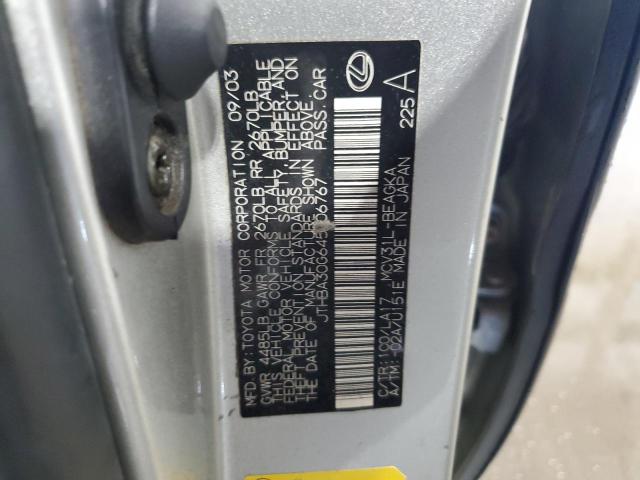 MFD.BY:TOYOTA MOTOR CORPORATION 09/03
GVWR 4485LB GAWR FR 2670LB RR 2670LB
THIS VEHICLE CONFORMS TO ALL APPLICABLE
FEDERAL MOTOR VEHICLE SAFETY, BUMPER, AND
THEFT PREVENTION STANDARDS IN EFFECT ON
THE DATE OF MANUFACTURE SHOWN ABOVE.
PASS.CAR
C/TR:1C0/LA17 MCV31L-BEAGKA
A/TM:-02A/U151E MADE IN JAPAN
225 A